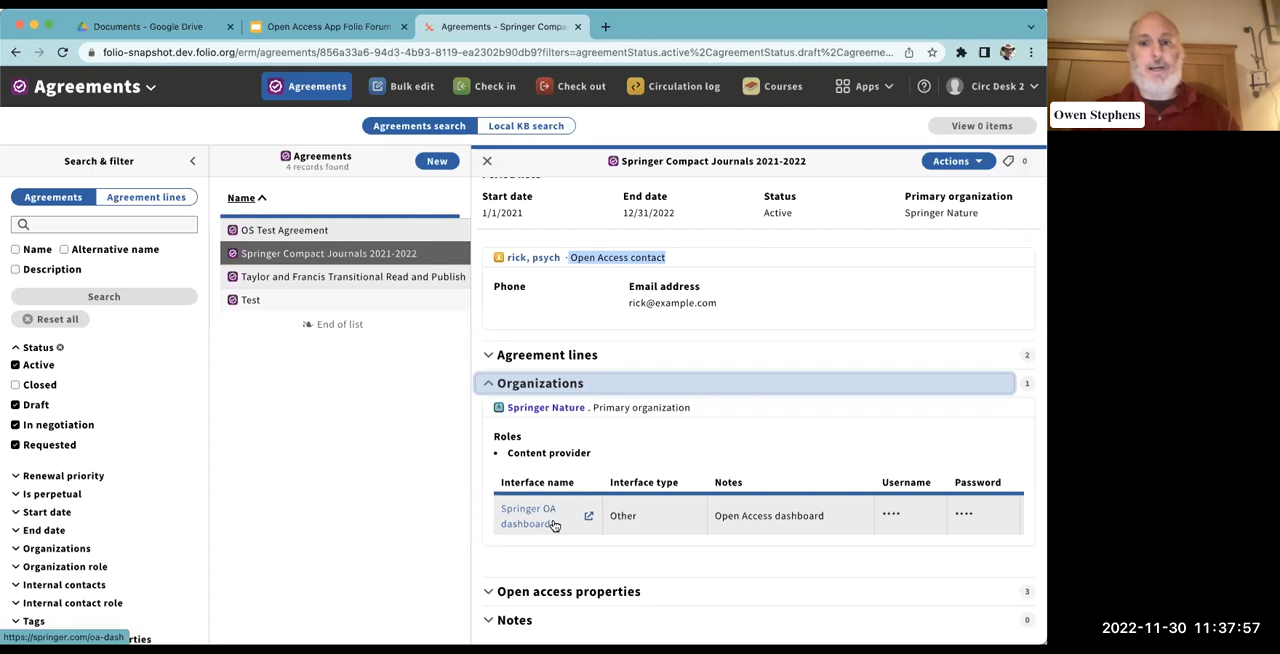 Documents - Google Drive
Open Access App Folio Forum
Agreements - Springer Compa
folio-snapshot.dev.folio.org/erm/agreements/856a33a6-94d3-4b93-8119-ea2302b90db9?filters=agreementStatus.active%2CagreementStatus.draft%2Cagreeme...
Agreements
Agreements
Bulk edit
Check in
Check out
Circulation log
Courses
Apps
Circ Desk 2
Owen Stephens
Agreements search
Local KB search
View 0 items
Search & filter
Agreements
4 records found
New
Springer Compact Journals 2021-2022
Actions
0
Agreements
Agreement lines
Name
Name
Alternative name
Description
Search
Reset all
Status
Active
Closed
Draft
In negotiation
Requested
Renewal priority
Is perpetual
Start date
End date
Organizations
Organization role
Internal contacts
Internal contact role
Tags
https://springer.com/oa-dash
rties
OS Test Agreement
Springer Compact Journals 2021-2022
Taylor and Francis Transitional Read and Publish
Test
End of list
Start date
End date
Status
Primary organization
1/1/2021
12/31/2022
Active
Springer Nature
rick, psych · Open Access contact
Phone
Email address
rick@example.com
Agreement lines
2
Organizations
1
Springer Nature . Primary organization
Roles
• Content provider
Interface name
Interface type
Notes
Username
Password
Springer OA
dashboard
Other
Open Access dashboard
****
****
Open access properties
3
Notes
0
2022-11-30 11:37:57